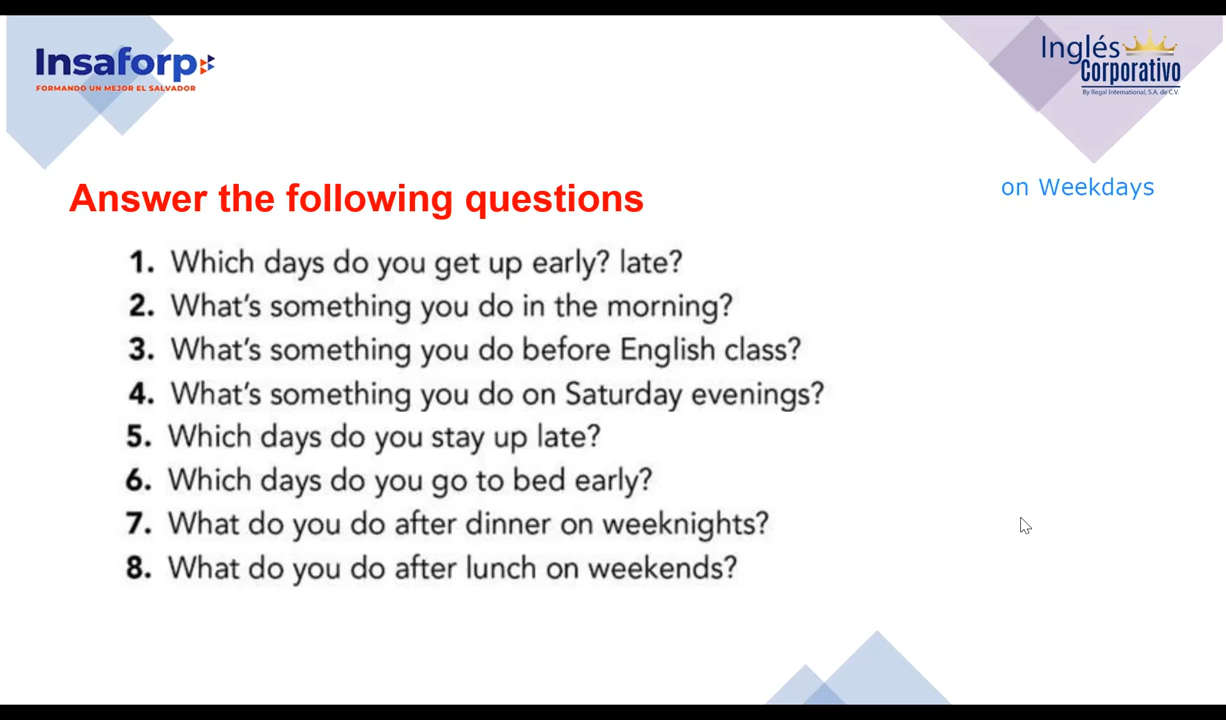 Insaforp
FORMANDO UN MEJOR EL SALVADOR
Inglés
Corporativo
By Regal International, S.A. de C.V.
Answer the following questions
on Weekdays
1. Which days do you get up early? late?
2. What's something you do in the morning?
3. What's something you do before English class?
4. What's something you do on Saturday evenings?
5. Which days do you stay up late?
6. Which days do you go to bed early?
7. What do you do after dinner on weeknights?
8. What do you do after lunch on weekends?